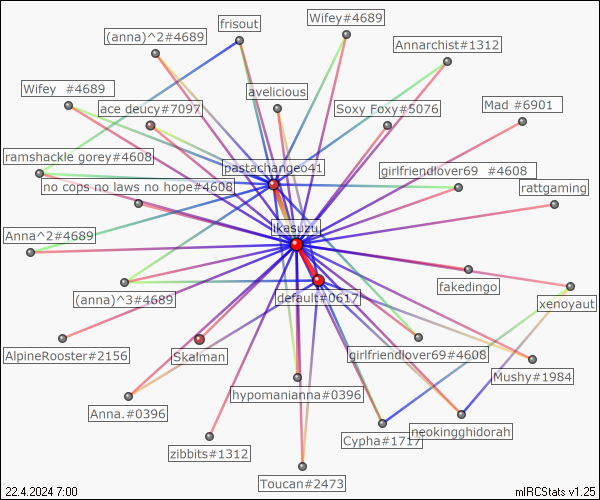 Wifey#4689
frisout
(anna)^2#4689
Annarchist#1312
Wifey  #4689
avelicious
ace deucy#7097
Soxy Foxy#5076
Mad #6901
ramshackle gorey#4608
pastachangeo41
girlfriendlover69  #4608
no cops no laws no hope#4608
rattgaming
ikasuzu
Anna^2#4689
fakedingo
(anna)^3#4689
default#0617
xenoyaut
AlpineRooster#2156
Skalman
girlfriendlover69#4608
Mushy#1984
hypomanianna#0396
Anna.#0396
neokingghidorah
Cypha#1717
zibbits#1312
Toucan#2473
22.4.2024 7:00
mIRCStats v1.25